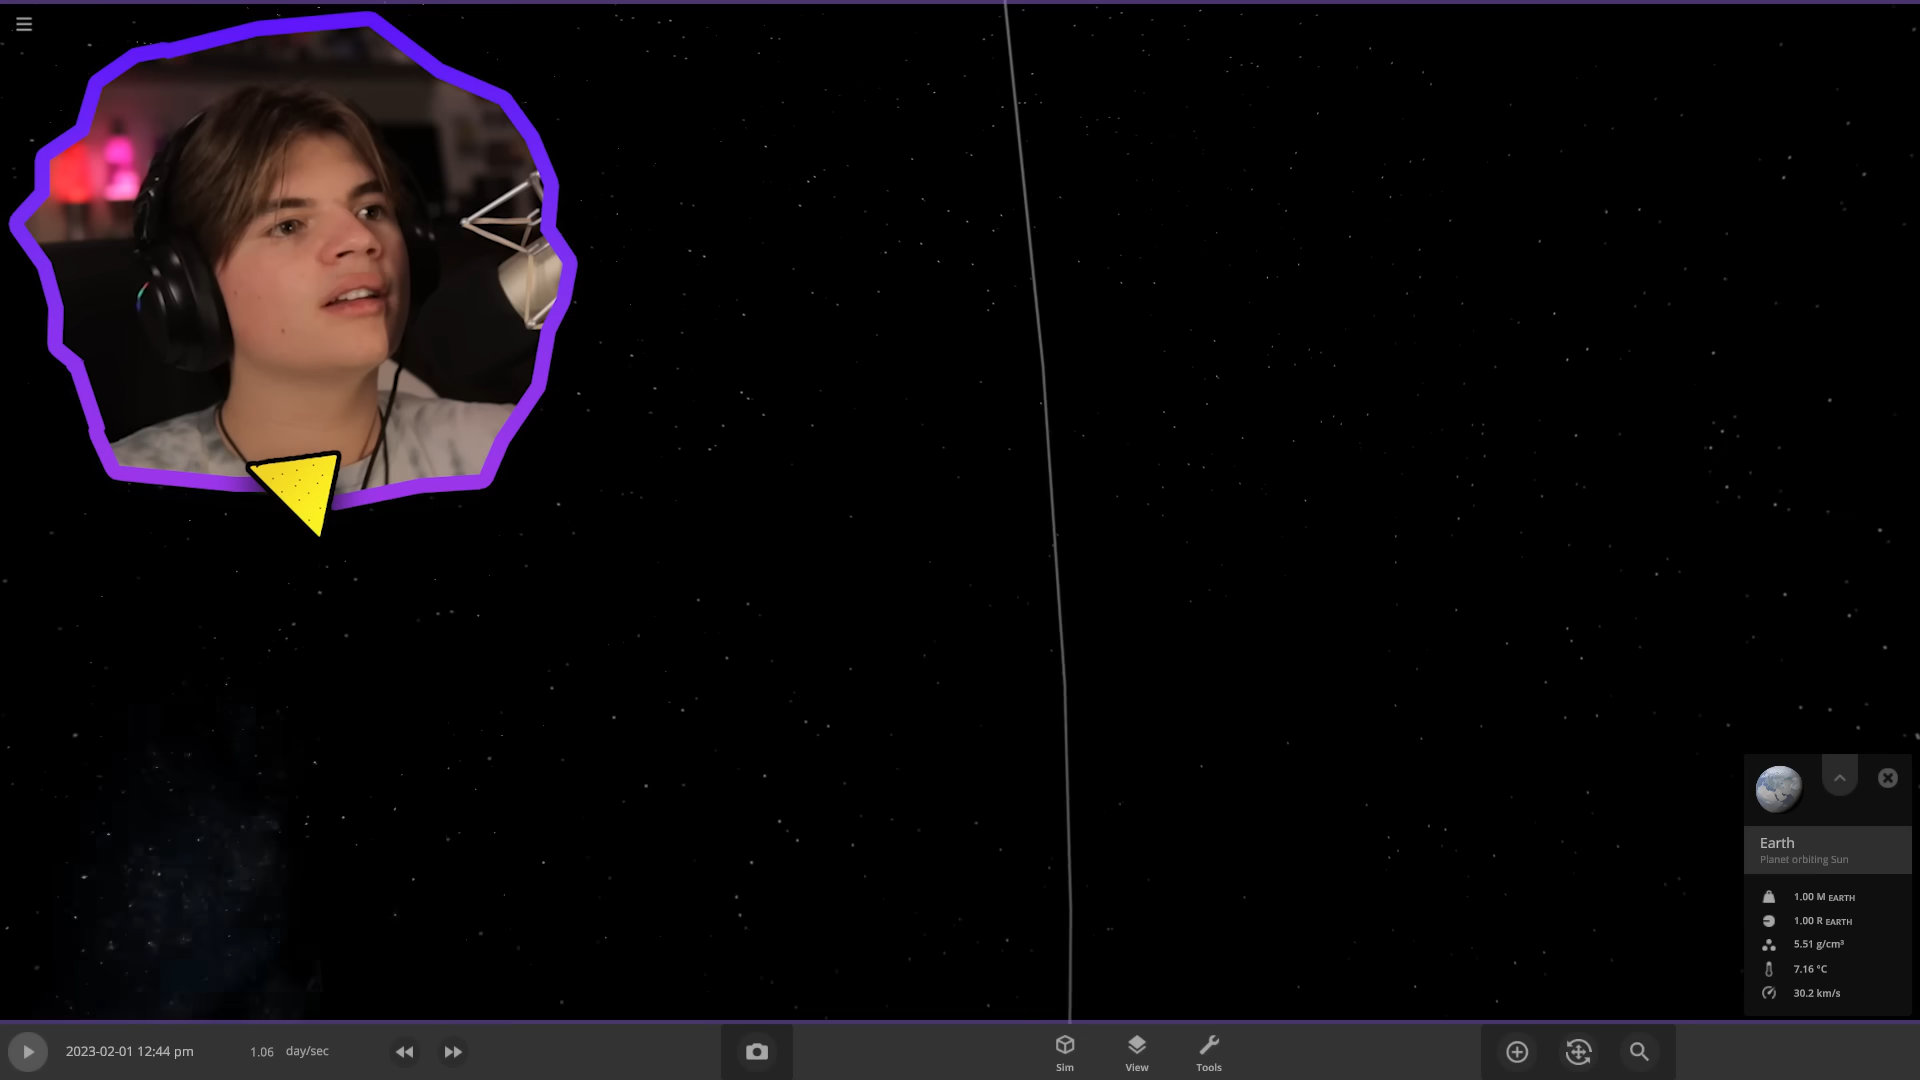 Earth
Planet orbiting Sun
1.00 M EARTH
1.00 R EARTH
5.51 g/cm³
7.16 °C
30.2 km/s
2023-02-01 12:44 pm
1.06 day/sec
Sim
View
Tools